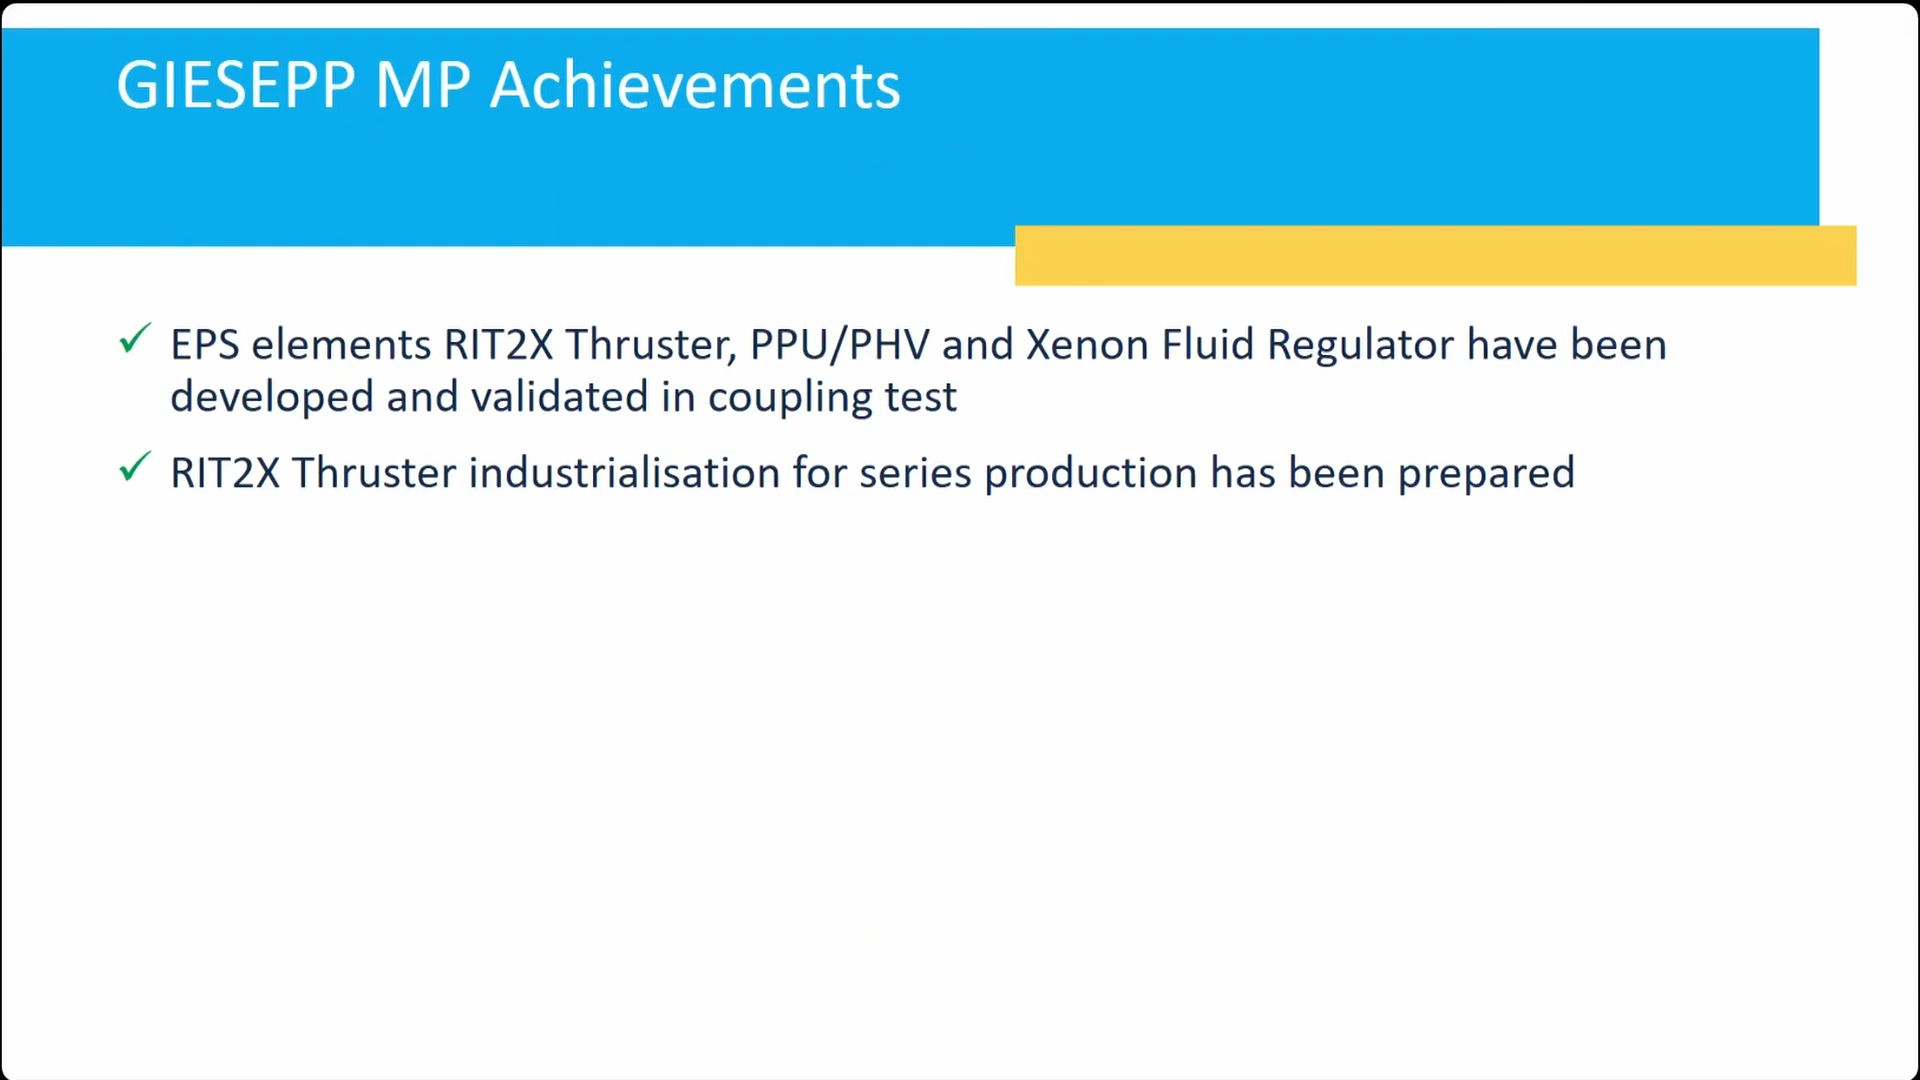 GIESEPP MP Achievements
✓ EPS elements RIT2X Thruster, PPU/PHV and Xenon Fluid Regulator have been
developed and validated in coupling test
✓ RIT2X Thruster industrialisation for series production has been prepared